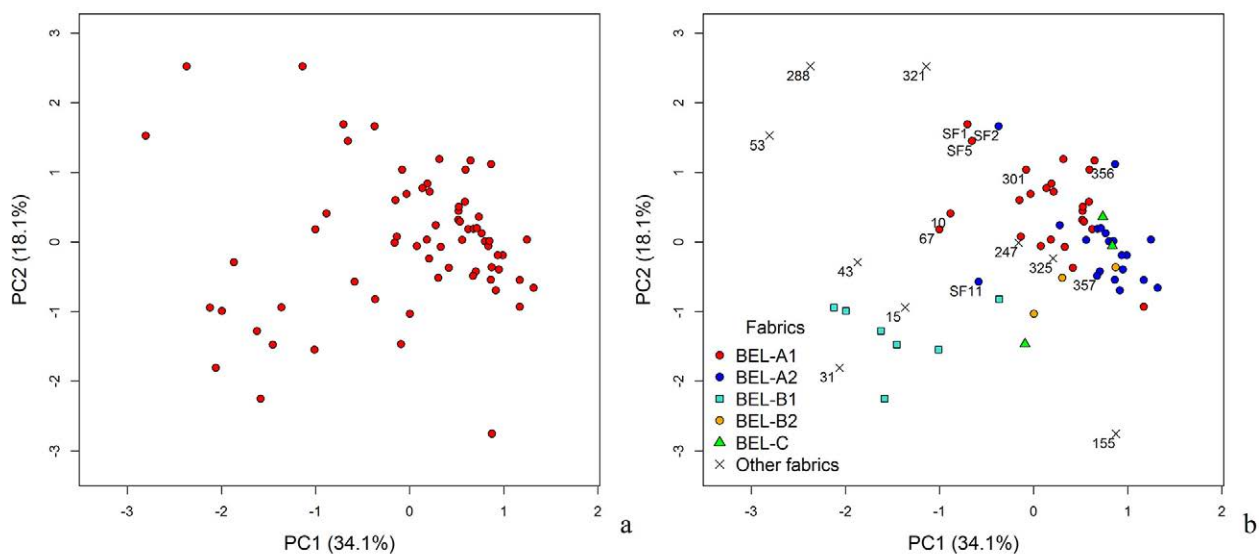 3
2
1
0
-1
-2
-3
PC2 (18.1%)
-3
-2
-1
0
1
2
PC1 (34.1%)
a
3
2
1
0
-1
-2
-3
PC2 (18.1%)
288
321
53
SF1
SF2
SF5
301
356
10
67
247
325
43
SF11
357
15
31
155
Fabrics
BEL-A1
BEL-A2
BEL-B1
BEL-B2
BEL-C
Other fabrics
-3
-2
-1
0
1
2
PC1 (34.1%)
b